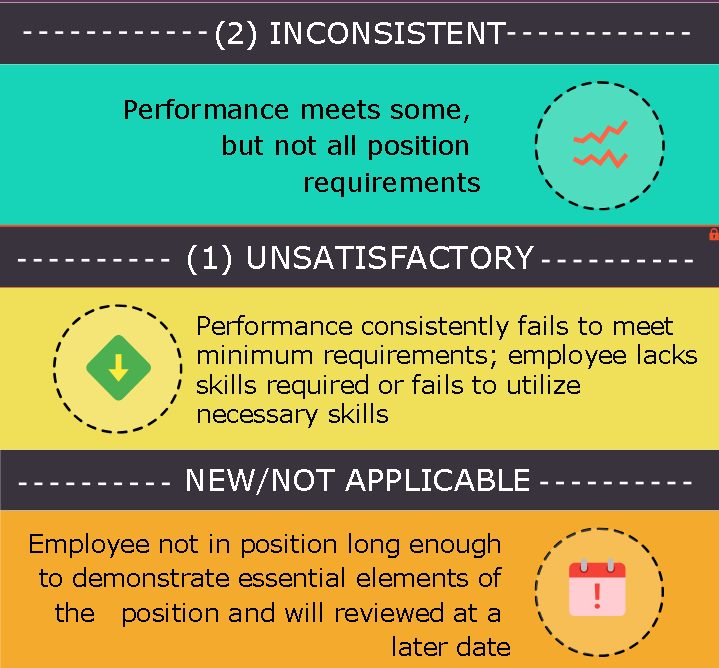 (2) INCONSISTENT
Performance meets some,
but not all position
requirements
(1) UNSATISFACTORY
Performance consistently fails to meet
minimum requirements; employee lacks
skills required or fails to utilize
necessary skills
NEW/NOT APPLICABLE
Employee not in position long enough
to demonstrate essential elements of
the position and will reviewed at a
later date